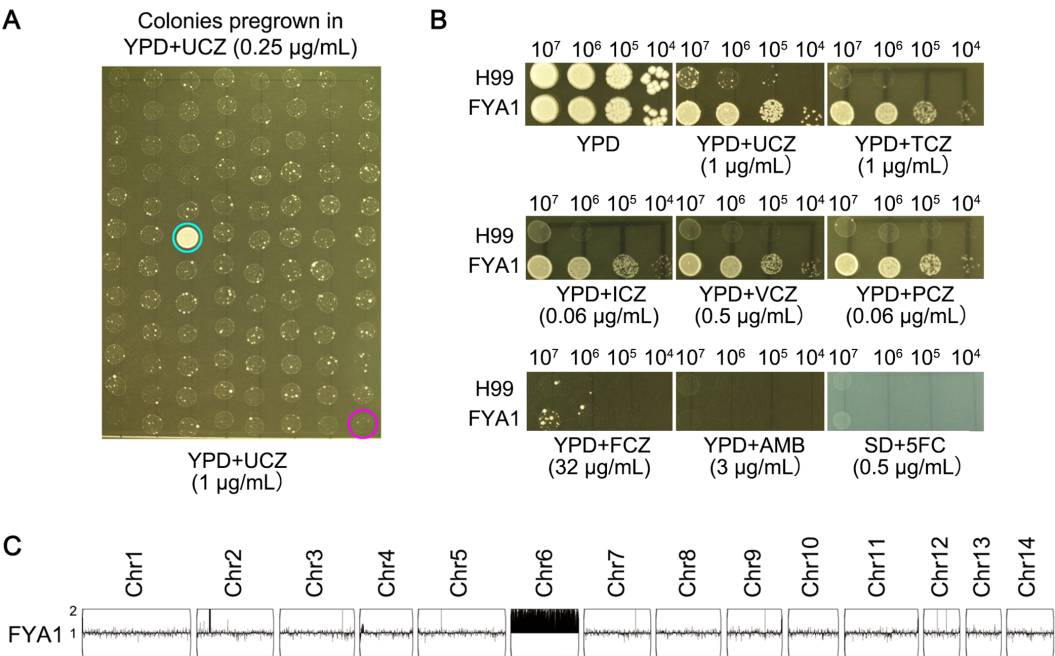 A
Colonies pregrown in
YPD+UCZ (0.25 µg/mL)
YPD+UCZ
(1 µg/mL)
B
10⁷ 10⁶ 10⁵ 10⁴ 10⁷ 10⁶ 10⁵ 10⁴ 10⁷ 10⁶ 10⁵ 10⁴
H99
FYA1
YPD YPD+UCZ YPD+TCZ
(1 µg/mL) (1 µg/mL)
10⁷ 10⁶ 10⁵ 10⁴ 10⁷ 10⁶ 10⁵ 10⁴ 10⁷ 10⁶ 10⁵ 10⁴
H99
FYA1
YPD+ICZ YPD+VCZ YPD+PCZ
(0.06 µg/mL) (0.5 µg/mL) (0.06 µg/mL)
10⁷ 10⁶ 10⁵ 10⁴ 10⁷ 10⁶ 10⁵ 10⁴ 10⁷ 10⁶ 10⁵ 10⁴
H99
FYA1
YPD+FCZ YPD+AMB SD+5FC
(32 µg/mL) (3 µg/mL) (0.5 µg/mL)
C
Chr1 Chr2 Chr3 Chr4 Chr5 Chr6 Chr7 Chr8 Chr9 Chr10 Chr11 Chr12 Chr13 Chr14
2
FYA1 1